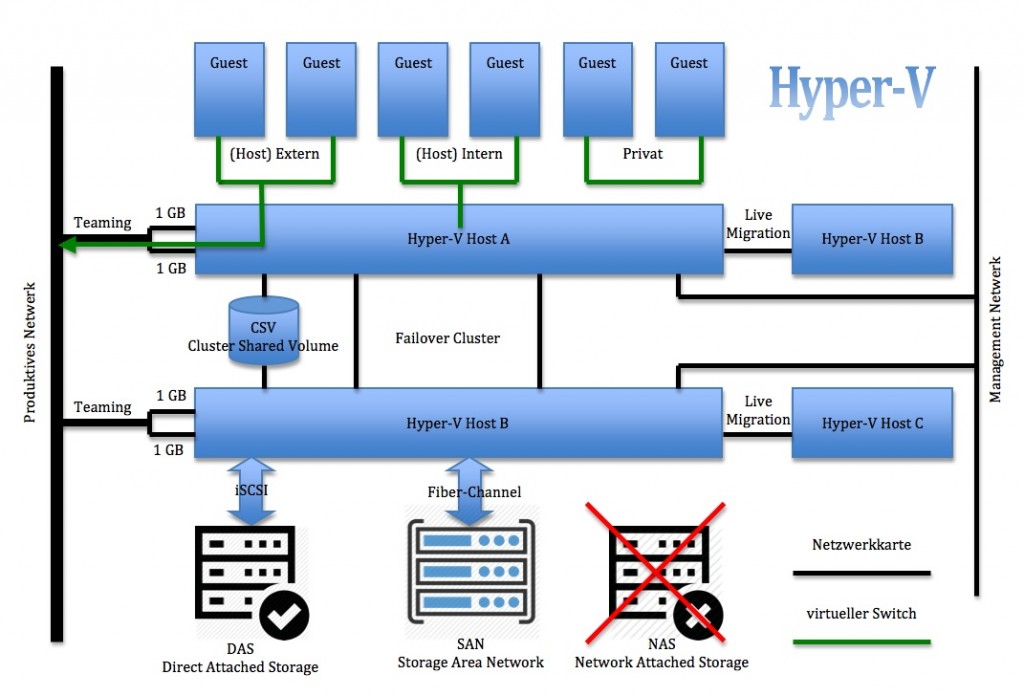 Guest
Guest
Guest
Guest
Guest
Guest
Hyper-V
(Host) Extern
(Host) Intern
Privat
Teaming
1 GB
1 GB
Hyper-V Host A
Live
Migration
Hyper-V Host B
Produktives Netwerk
Management Netwerk
CSV
Cluster Shared Volume
Failover Cluster
Teaming
1 GB
1 GB
Hyper-V Host B
Live
Migration
Hyper-V Host C
iSCSI
Fiber-Channel
Netzwerkkarte
virtueller Switch
DAS
Direct Attached Storage
SAN
Storage Area Network
NAS
Network Attached Storage